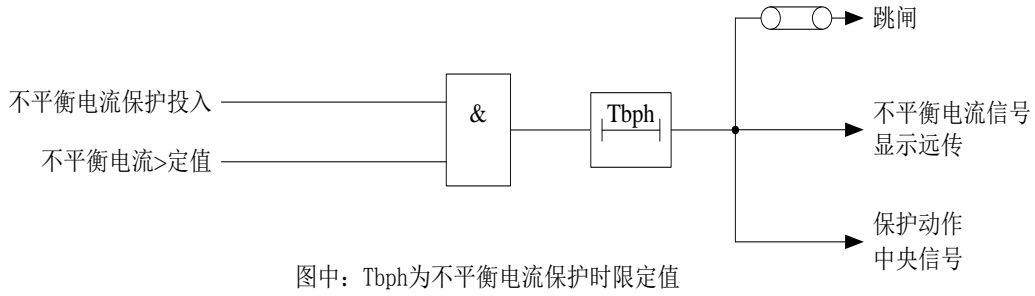 跳闸
不平衡电流保护投入
&
Tbph
不平衡电流信号
显示远传
不平衡电流>定值
保护动作
中央信号
图中：Tbph为不平衡电流保护时限定值